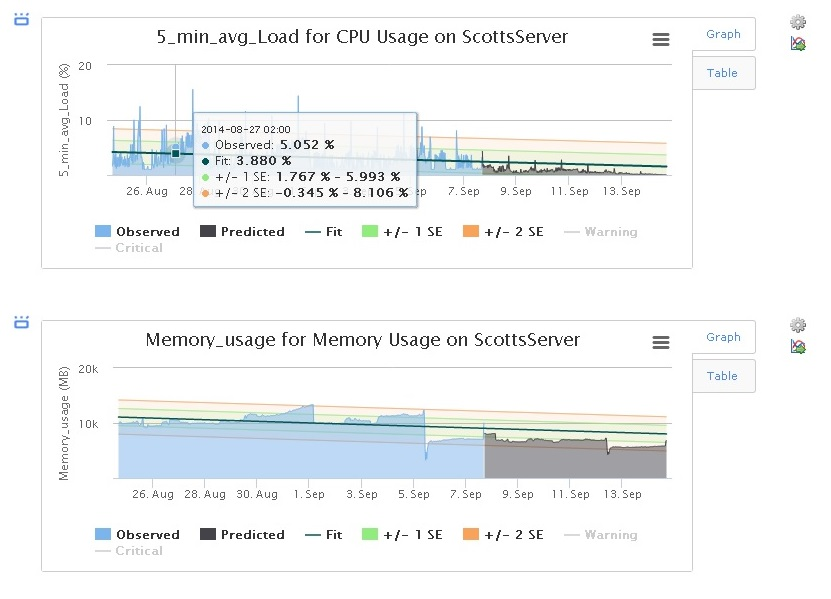 5_min_avg_Load for CPU Usage on ScottsServer
Graph
Table
5_min_avg_Load (%)
20
10
2014-08-27 02:00
Observed: 5.052 %
Fit: 3.880 %
+/- 1 SE: 1.767 % - 5.993 %
+/- 2 SE: -0.345 % - 8.106 %
26. Aug 28 ep 7.Sep 9.Sep 11.Sep 13.Sep
Observed Predicted Fit +/- 1 SE +/- 2 SE Warning
Critical
Memory_usage for Memory Usage on ScottsServer
Graph
Table
Memory_usage (MB)
20k
10k
26. Aug 28. Aug 30. Aug 1.Sep 3.Sep 5.Sep 7.Sep 9.Sep 11.Sep 13.Sep
Observed Predicted Fit +/- 1 SE +/- 2 SE Warning
Critical